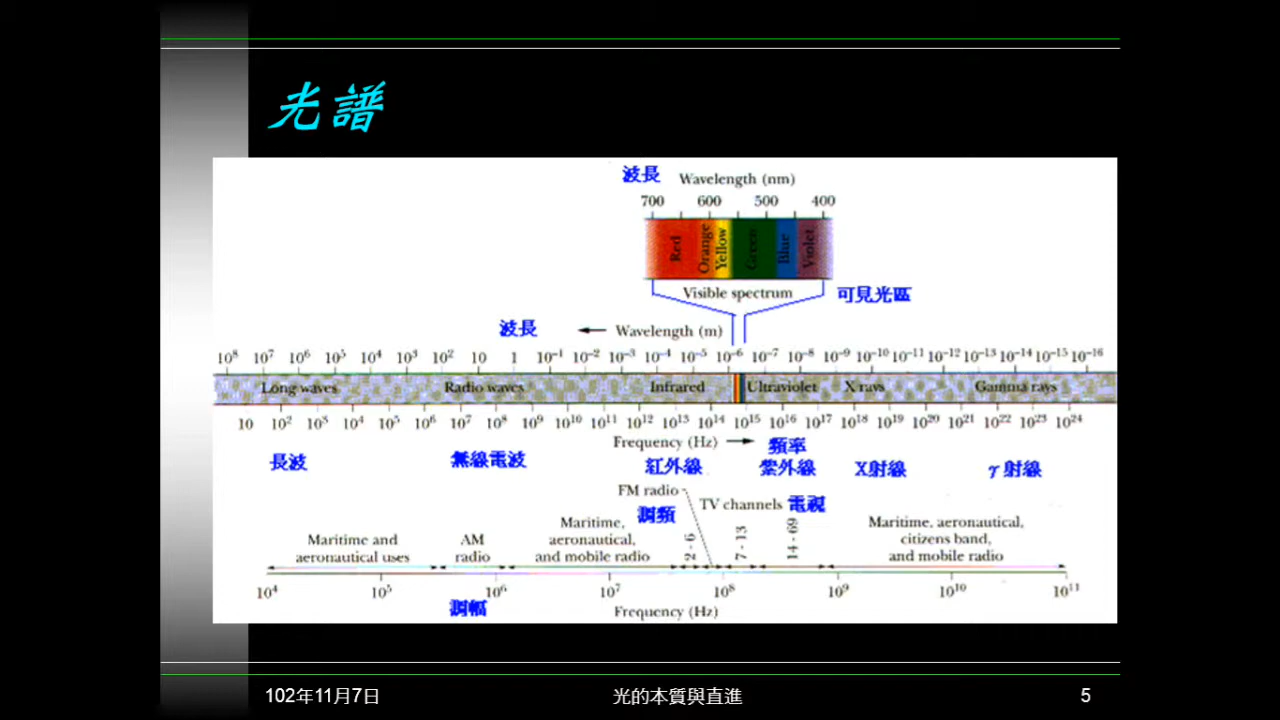 光譜
波長 Wavelength (nm)
700 600 500 400
Red Orange Yellow Green Blue Violet
Visible spectrum 可見光區
波長 ← Wavelength (m)
10⁸ 10⁷ 10⁶ 10⁵ 10⁴ 10³ 10² 10 1 10⁻¹ 10⁻² 10⁻³ 10⁻⁴ 10⁻⁵ 10⁻⁶ 10⁻⁷ 10⁻⁸ 10⁻⁹ 10⁻¹⁰ 10⁻¹¹ 10⁻¹² 10⁻¹³ 10⁻¹⁴ 10⁻¹⁵ 10⁻¹⁶
Long waves Radio waves Infrared Ultraviolet X rays Gamma rays
10 10² 10³ 10⁴ 10⁵ 10⁶ 10⁷ 10⁸ 10⁹ 10¹⁰ 10¹¹ 10¹² 10¹³ 10¹⁴ 10¹⁵ 10¹⁶ 10¹⁷ 10¹⁸ 10¹⁹ 10²⁰ 10²¹ 10²² 10²³ 10²⁴
Frequency (Hz) → 頻率
長波 無線電波 紅外線 紫外線 X射線 γ射線
FM radio TV channels 電視
調頻
Maritime and
aeronautical uses
AM
radio
Maritime,
aeronautical,
and mobile radio
2 - 6
7 - 13
14 - 69
Maritime, aeronautical,
citizens band,
and mobile radio
10⁴ 10⁵ 10⁶ 10⁷ 10⁸ 10⁹ 10¹⁰ 10¹¹
調幅 Frequency (Hz)
102年11月7日 光的本質與直進 5